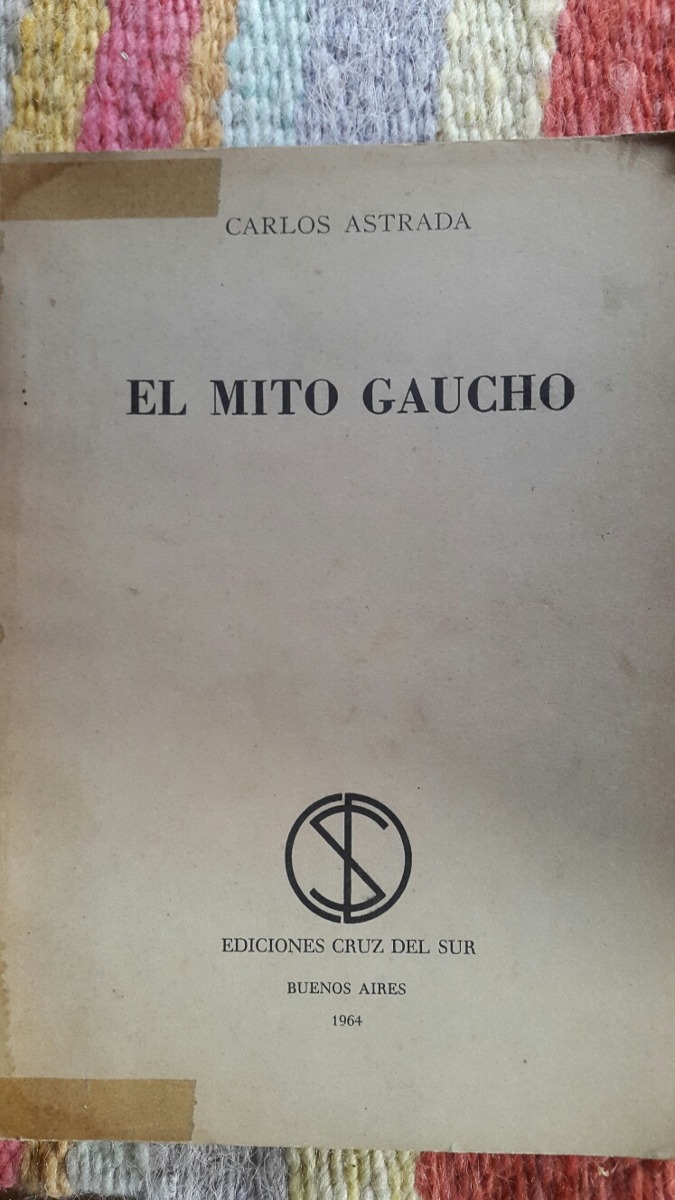 CARLOS ASTRADA
EL MITO GAUCHO
EDICIONES CRUZ DEL SUR
BUENOS AIRES
1964